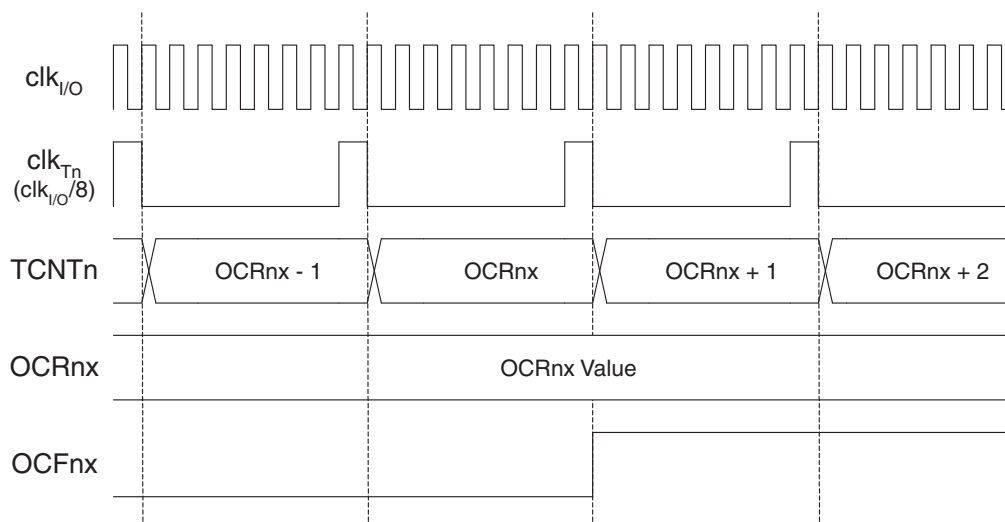 clkI/O
clkTn
(clkI/O/8)
TCNTn
OCRnx - 1
OCRnx
OCRnx + 1
OCRnx + 2
OCRnx
OCRnx Value
OCFnx